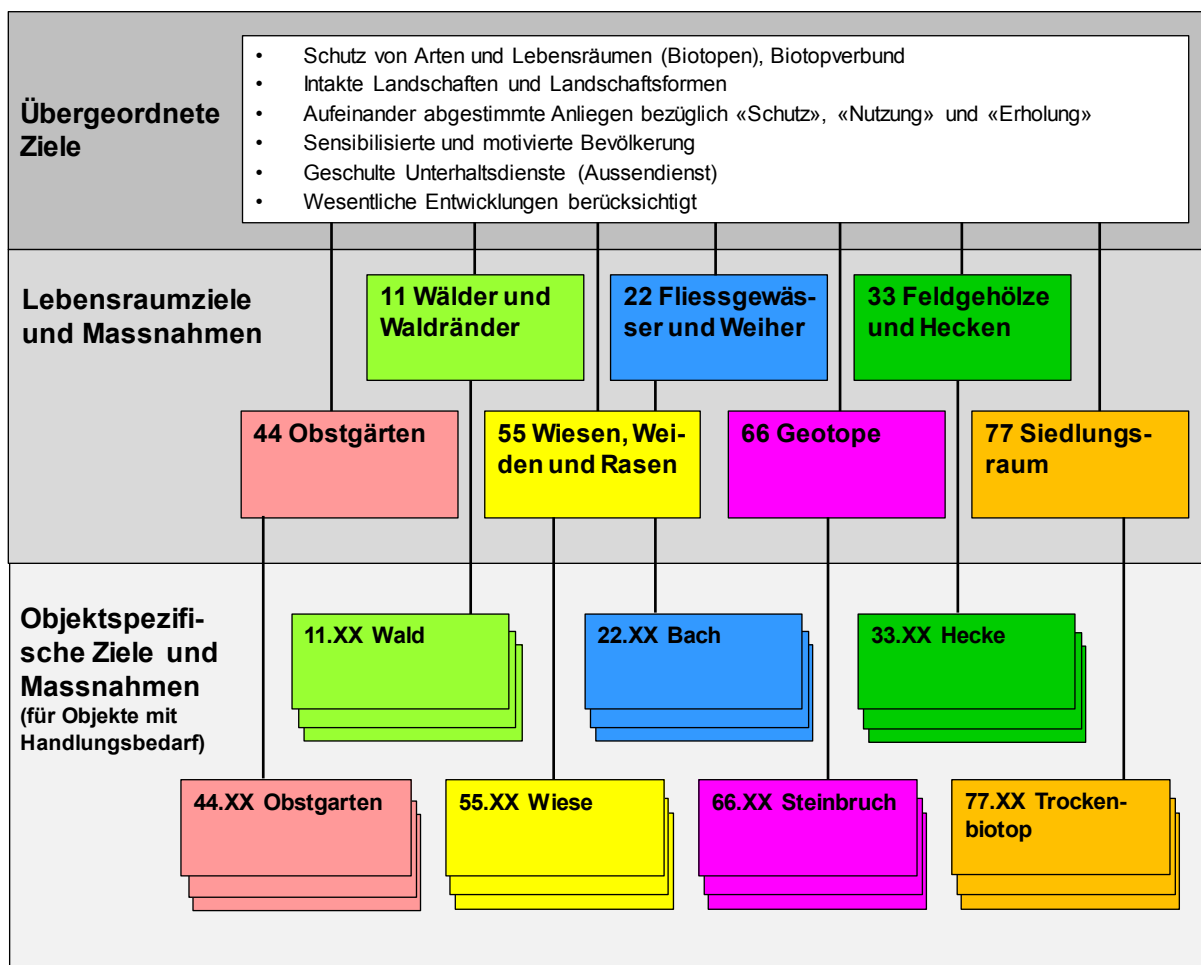 Übergeordnete
Ziele
• Schutz von Arten und Lebensräumen (Biotopen), Biotopverbund
• Intakte Landschaften und Landschaftsformen
• Aufeinander abgestimmte Anliegen bezüglich «Schutz», «Nutzung» und «Erholung»
• Sensibilisierte und motivierte Bevölkerung
• Geschulte Unterhaltsdienste (Aussendienst)
• Wesentliche Entwicklungen berücksichtigt
Lebensraumziele
und Massnahmen
11 Wälder und
Waldränder
22 Fliessgewäs-
ser und Weiher
33 Feldgehölze
und Hecken
44 Obstgärten
55 Wiesen, Wei-
den und Rasen
66 Geotope
77 Siedlungs-
raum
Objektspezifi-
sche Ziele und
Massnahmen
(für Objekte mit
Handlungsbedarf)
11.XX Wald
22.XX Bach
33.XX Hecke
44.XX Obstgarten
55.XX Wiese
66.XX Steinbruch
77.XX Trocken-
biotop